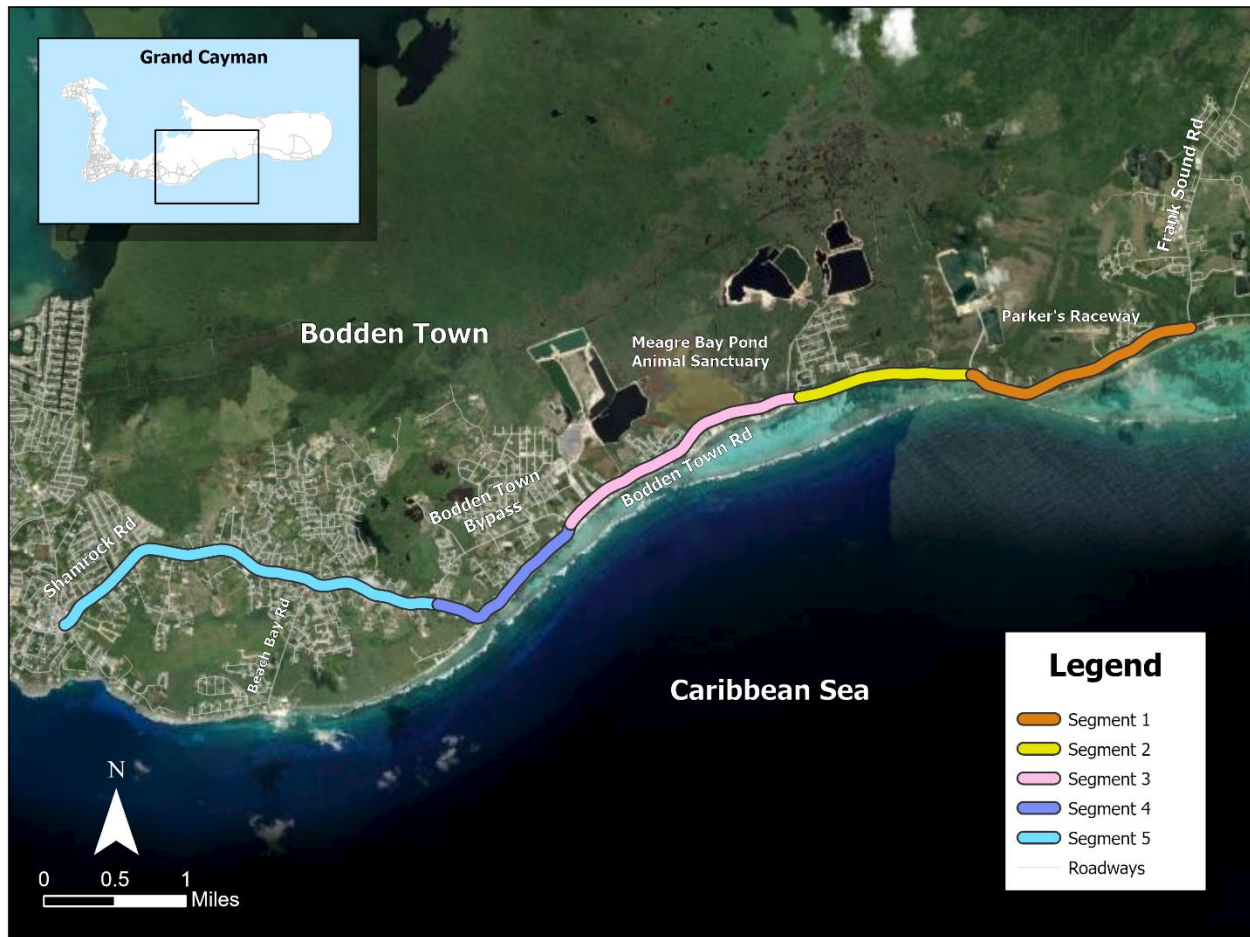 Grand Cayman
Frank Sound Rd
Parker's Raceway
Bodden Town
Meagre Bay Pond
Animal Sanctuary
Bodden Town Rd
Bodden Town
Bypass
Shamrock Rd
Beach Bay Rd
Caribbean Sea
Legend
Segment 1
Segment 2
Segment 3
Segment 4
Segment 5
Roadways
N
0 0.5 1
Miles